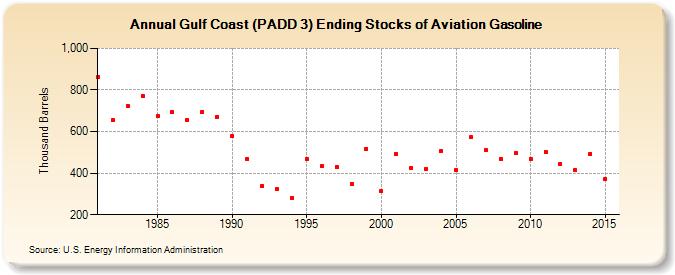 Annual Gulf Coast (PADD 3) Ending Stocks of Aviation Gasoline
Thousand Barrels
1,000
800
600
400
200
1985 1990 1995 2000 2005 2010 2015
Source: U.S. Energy Information Administration